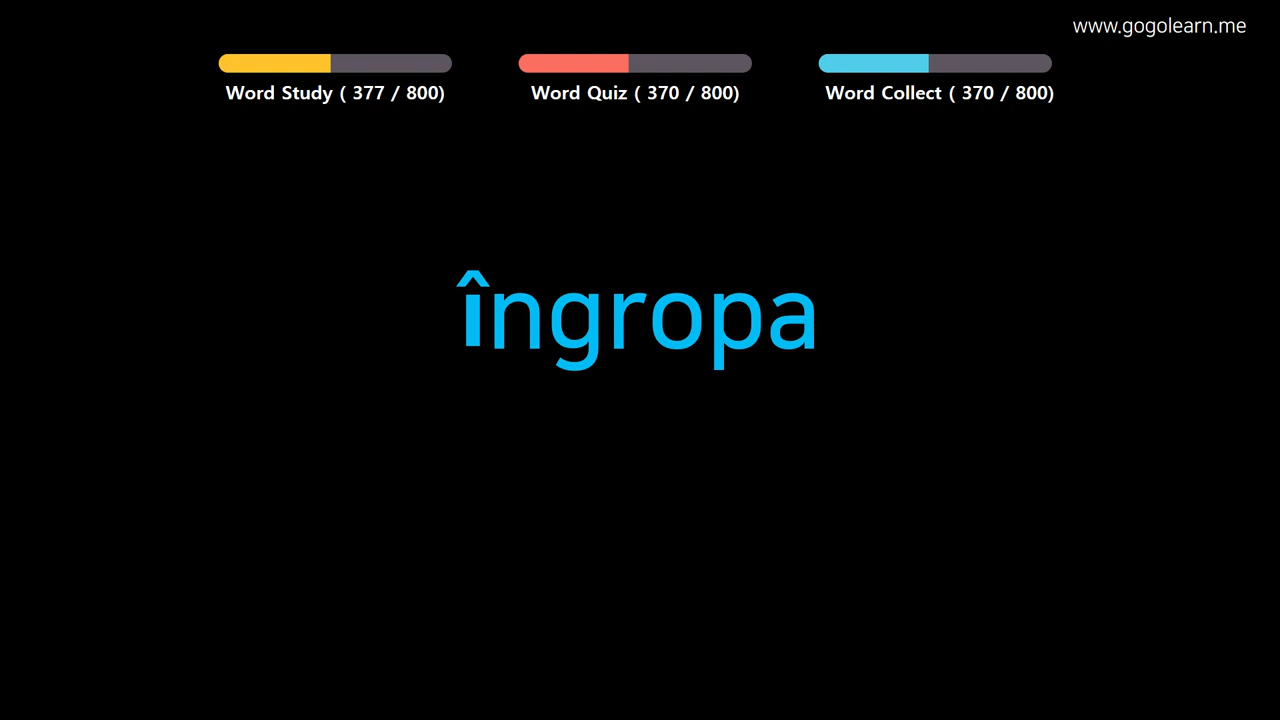 www.gogolearn.me
Word Study ( 377 / 800)
Word Quiz ( 370 / 800)
Word Collect ( 370 / 800)
îngropa